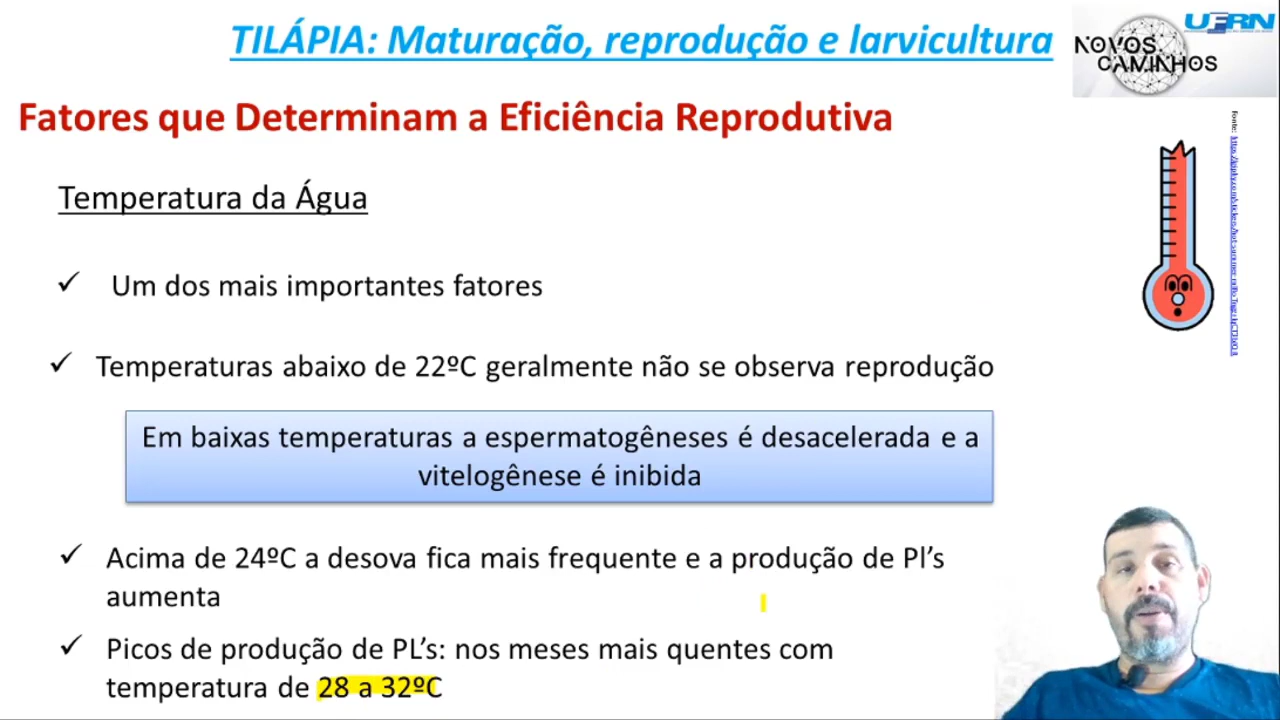 TILÁPIA: Maturação, reprodução e larvicultura
UFRN
NOVOS
CAMINHOS
Fatores que Determinam a Eficiência Reprodutiva
Fonte:
Temperatura da Água
✓ Um dos mais importantes fatores
✓ Temperaturas abaixo de 22ºC geralmente não se observa reprodução
Em baixas temperaturas a espermatogêneses é desacelerada e a
vitelogênese é inibida
✓ Acima de 24ºC a desova fica mais frequente e a produção de Pl’s
aumenta
✓ Picos de produção de PL’s: nos meses mais quentes com
temperatura de 28 a 32ºC